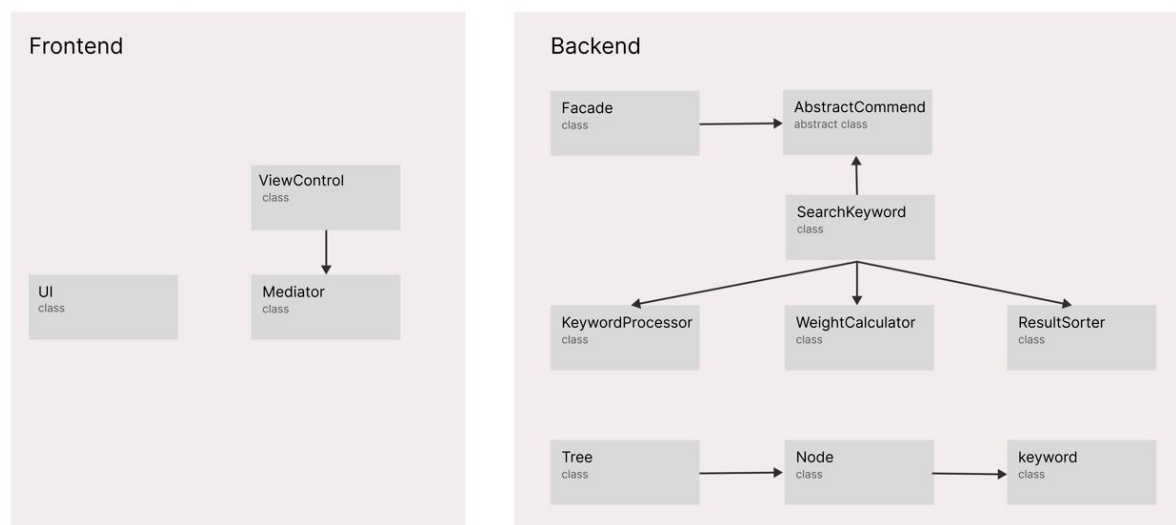 Frontend
ViewControl
class
UI
class
Mediator
class
Backend
Facade
class
AbstractCommend
abstract class
SearchKeyword
class
KeywordProcessor
class
WeightCalculator
class
ResultSorter
class
Tree
class
Node
class
keyword
class